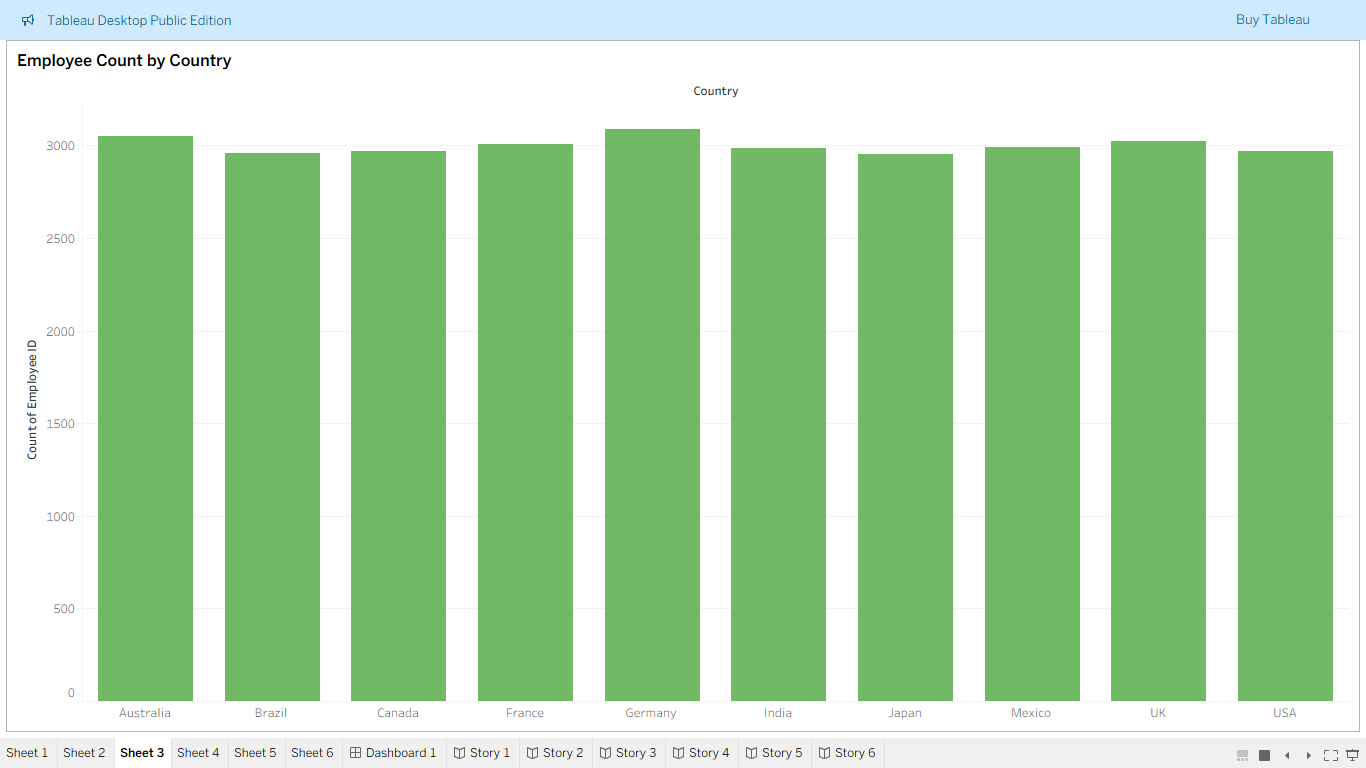 Tableau Desktop Public Edition
Buy Tableau
Employee Count by Country
Country
Count of Employee ID
3000
2500
2000
1500
1000
500
0
Australia Brazil Canada France Germany India Japan Mexico UK USA
Sheet 1 Sheet 2 Sheet 3 Sheet 4 Sheet 5 Sheet 6 Dashboard 1 Story 1 Story 2 Story 3 Story 4 Story 5 Story 6